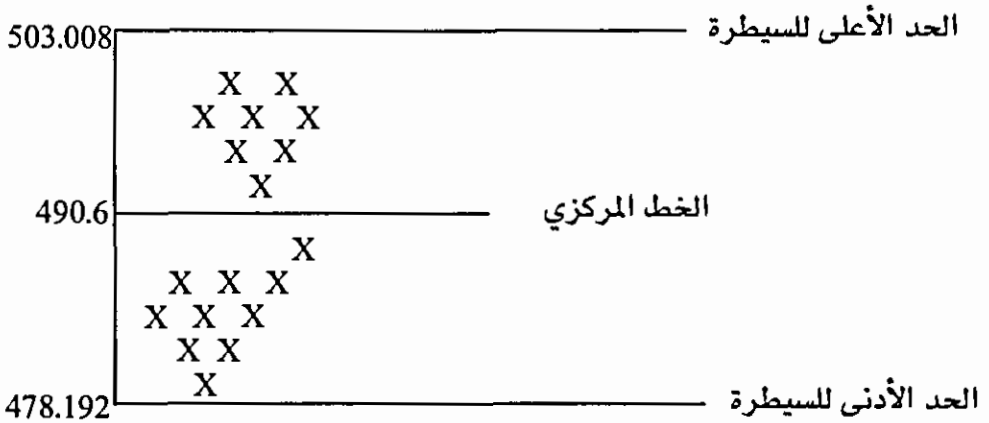 503.008 الحد الأعلى للسيطرة
X X
X X X
X X
X
490.6 الخط المركزي
X
X X X
X X X
X X
X
478.192 الحد الأدنى للسيطرة